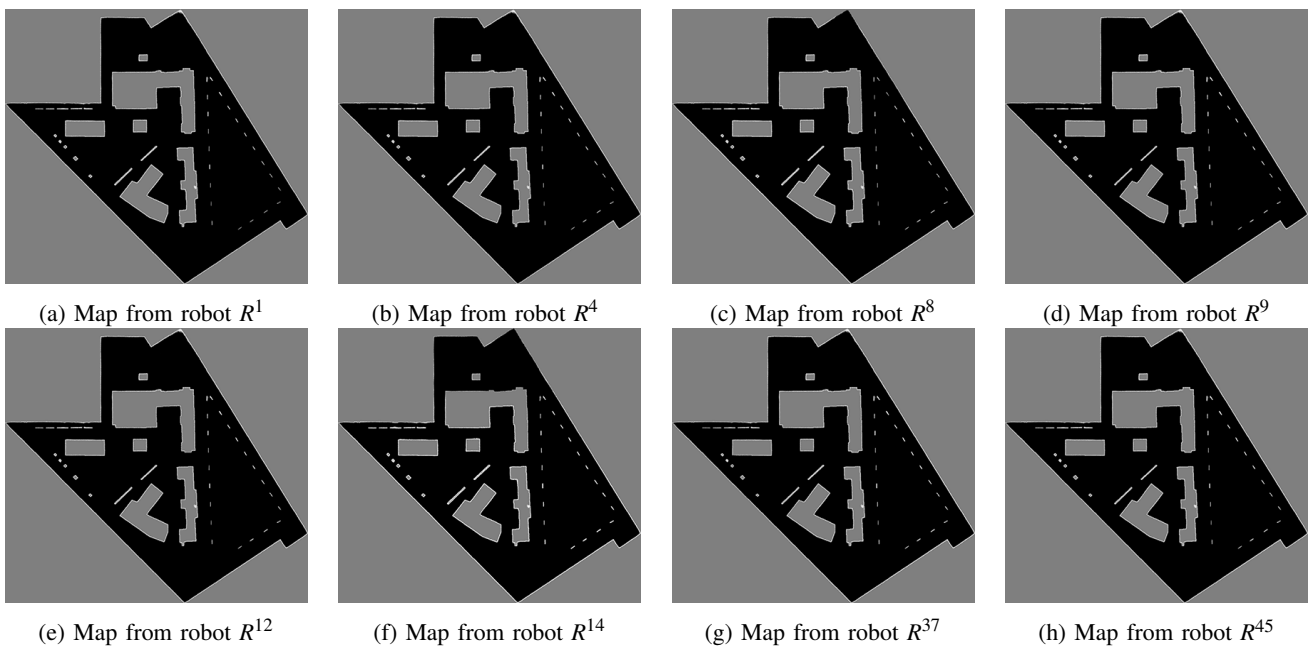 (a) Map from robot R¹
(b) Map from robot R⁴
(c) Map from robot R⁸
(d) Map from robot R⁹
(e) Map from robot R¹²
(f) Map from robot R¹⁴
(g) Map from robot R³⁷
(h) Map from robot R⁴⁵